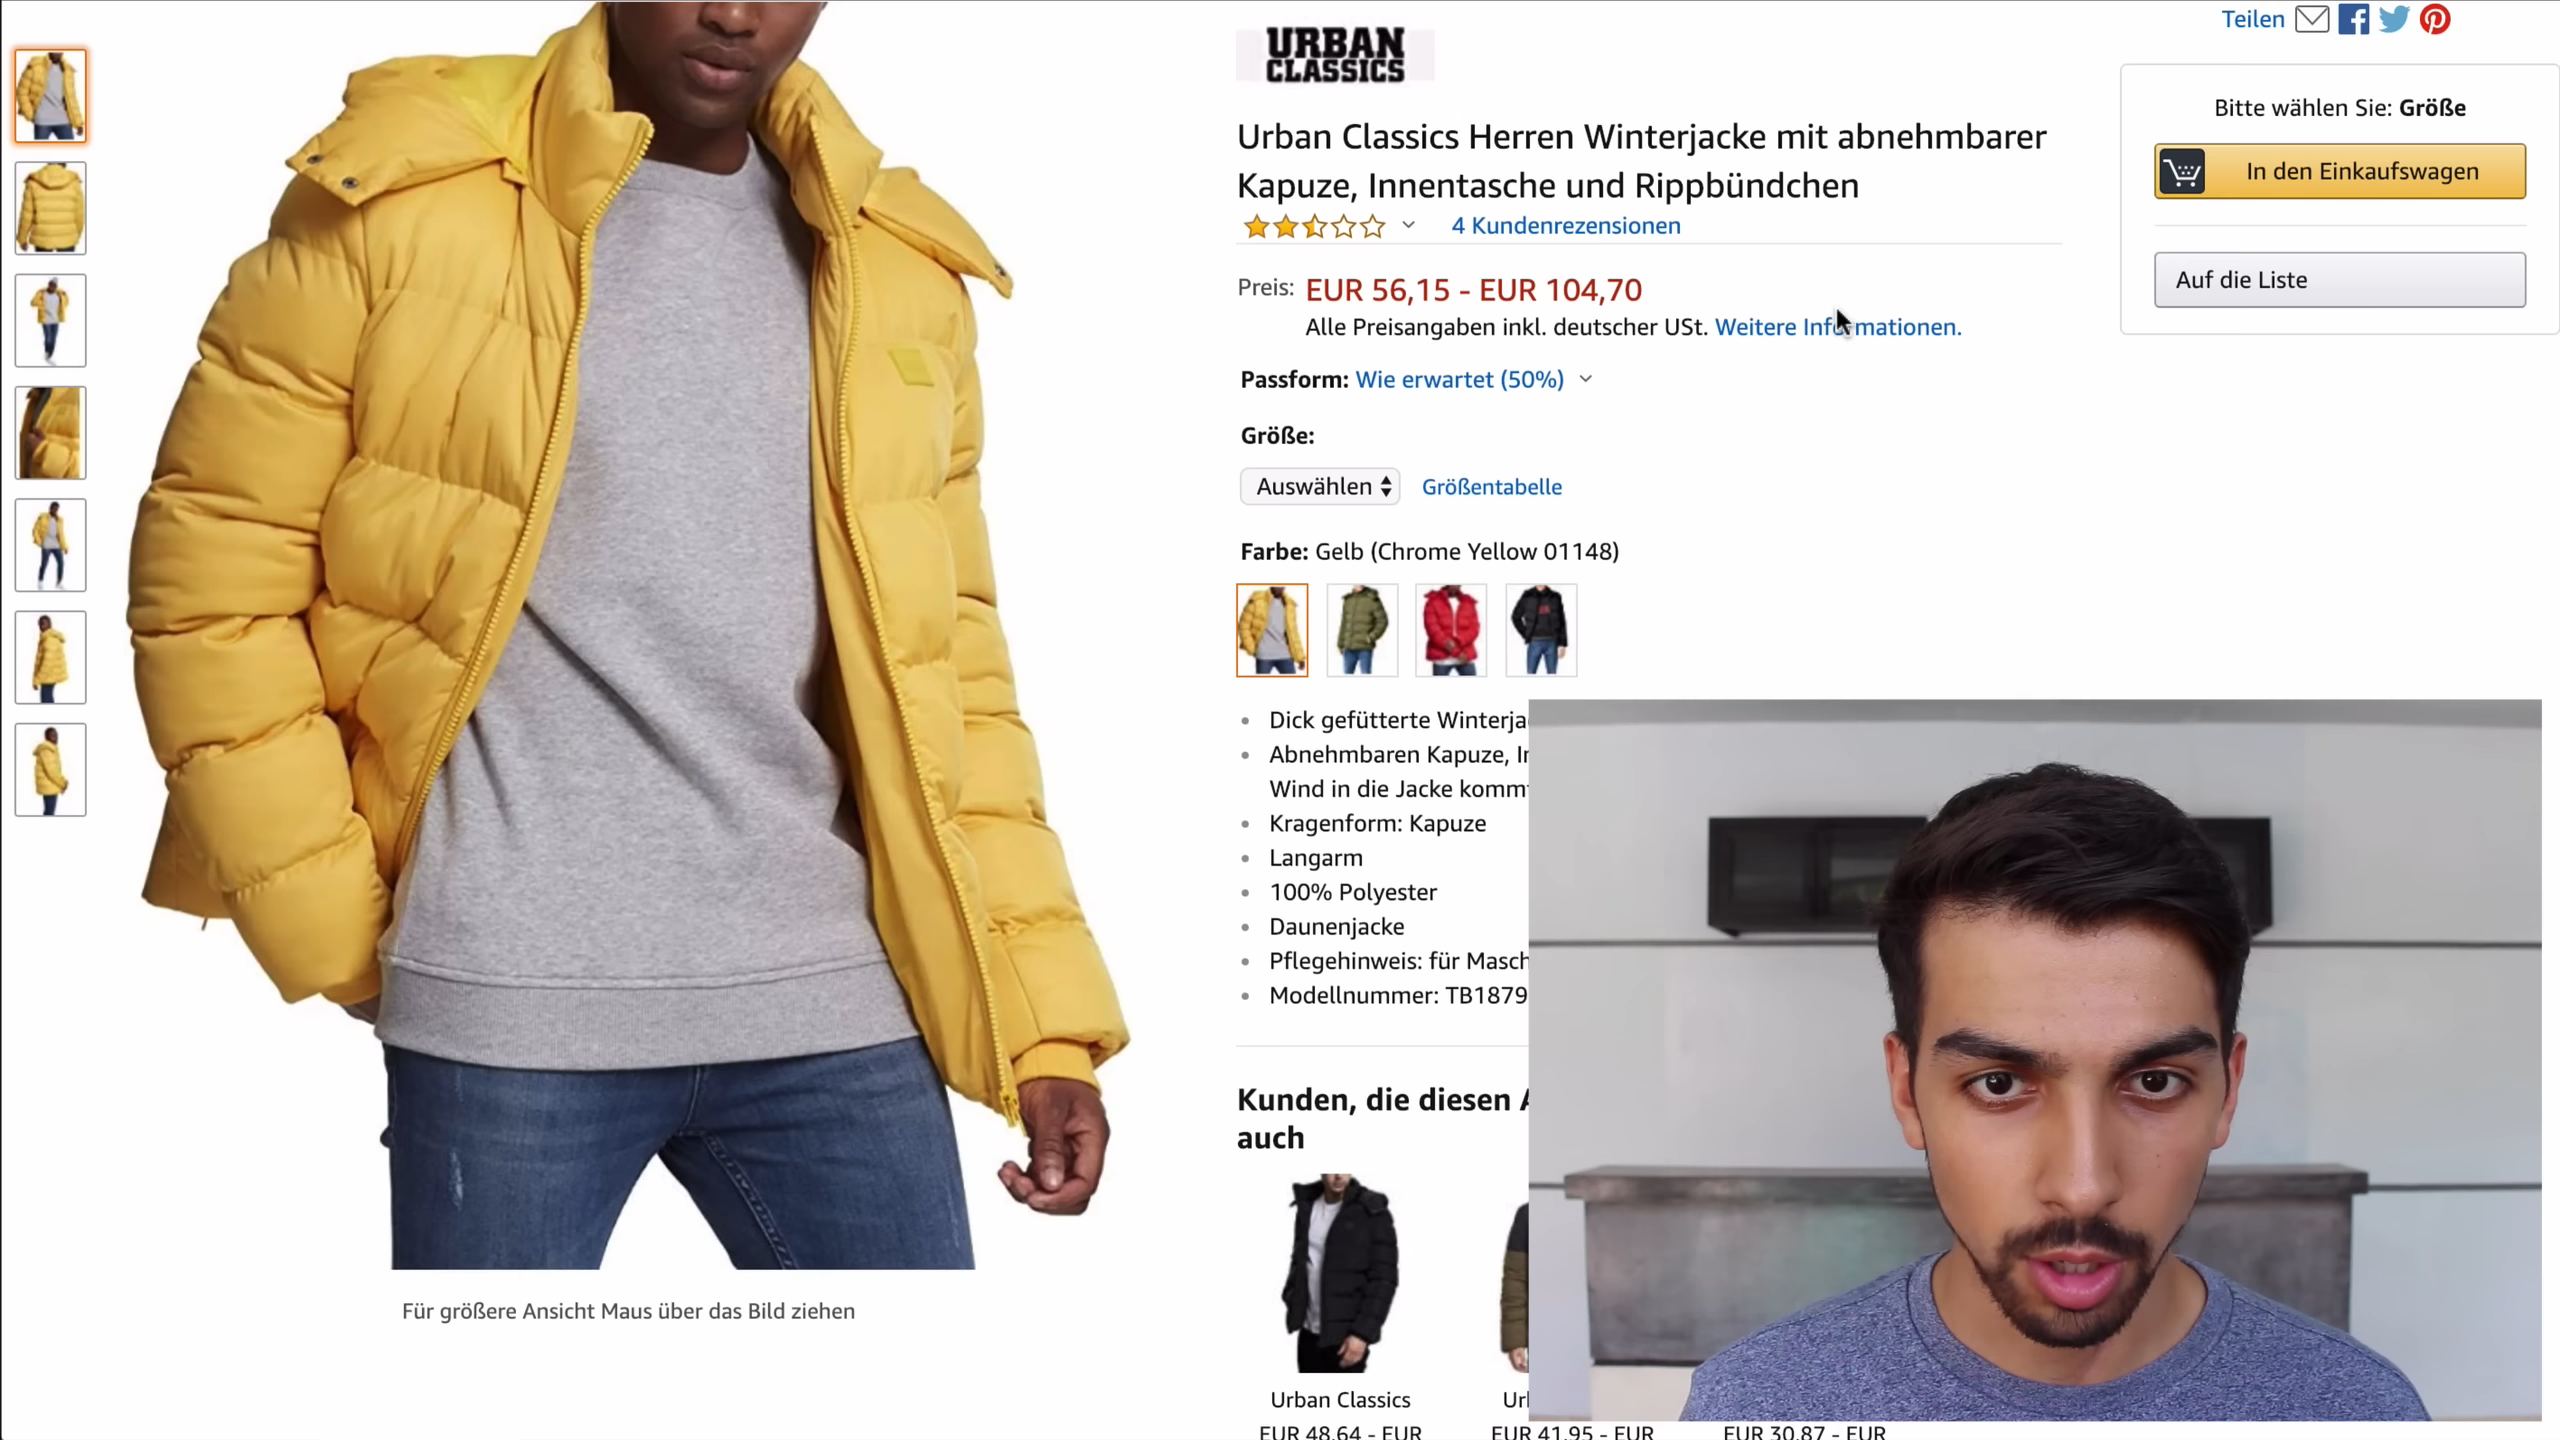 Teilen
URBAN
CLASSICS
Urban Classics Herren Winterjacke mit abnehmbarer
Kapuze, Innentasche und Rippbündchen
4 Kundenrezensionen
Preis: EUR 56,15 - EUR 104,70
Alle Preisangaben inkl. deutscher USt. Weitere Informationen.
Passform: Wie erwartet (50%)
Größe:
Auswählen Größentabelle
Farbe: Gelb (Chrome Yellow 01148)
Dick gefütterte
Abnehmbaren Kapuze,
Wind in die Jacke
Kragenform: Kapuze
Langarm
100% Polyester
Daunenjacke
Pflegehinweis: für
Modellnummer: TB1879
Kunden, die diesen
auch
Urban Classics
EUR 48,64 - EUR
EUR 41,95 - EUR
EUR 30,87 - EUR
Bitte wählen Sie: Größe
In den Einkaufswagen
Auf die Liste
Für größere Ansicht Maus über das Bild ziehen